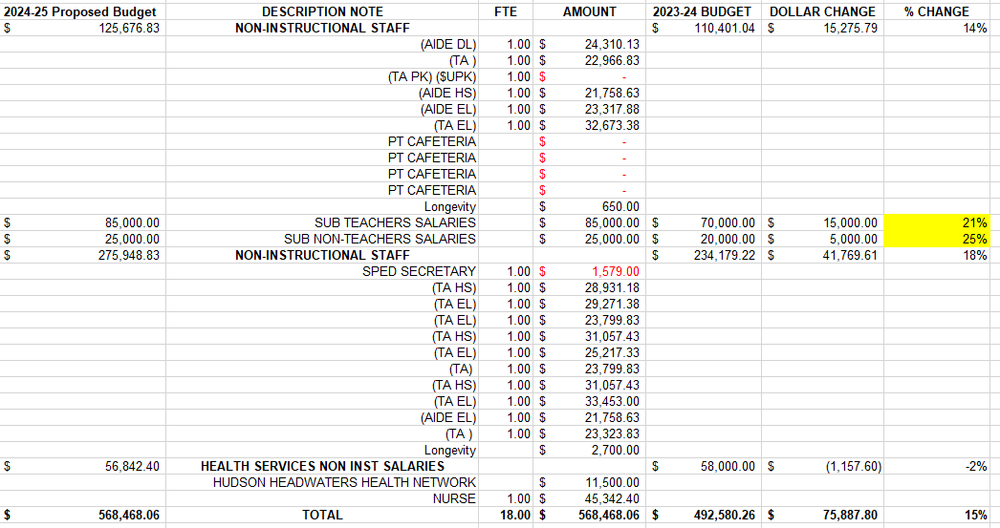 2024-25 Proposed Budget DESCRIPTION NOTE FTE AMOUNT 2023-24 BUDGET DOLLAR CHANGE % CHANGE
$ 125,676.83 NON-INSTRUCTIONAL STAFF $ 110,401.04 $ 15,275.79 14%
(AIDE DL) 1.00 $ 24,310.13
(TA ) 1.00 $ 22,966.83
(TA PK) ($UPK) 1.00 $ -
(AIDE HS) 1.00 $ 21,758.63
(AIDE EL) 1.00 $ 23,317.88
(TA EL) 1.00 $ 32,673.38
PT CAFETERIA $ -
PT CAFETERIA $ -
PT CAFETERIA $ -
PT CAFETERIA $ -
Longevity $ 650.00
$ 85,000.00 SUB TEACHERS SALARIES $ 85,000.00 $ 70,000.00 $ 15,000.00 21%
$ 25,000.00 SUB NON-TEACHERS SALARIES $ 25,000.00 $ 20,000.00 $ 5,000.00 25%
$ 275,948.83 NON-INSTRUCTIONAL STAFF $ 234,179.22 $ 41,769.61 18%
SPED SECRETARY 1.00 $ 1,579.00
(TA HS) 1.00 $ 28,931.18
(TA EL) 1.00 $ 29,271.38
(TA EL) 1.00 $ 23,799.83
(TA HS) 1.00 $ 31,057.43
(TA EL) 1.00 $ 25,217.33
(TA) 1.00 $ 23,799.83
(TA HS) 1.00 $ 31,057.43
(TA EL) 1.00 $ 33,453.00
(AIDE EL) 1.00 $ 21,758.63
(TA ) 1.00 $ 23,323.83
Longevity $ 2,700.00
$ 56,842.40 HEALTH SERVICES NON INST SALARIES $ 58,000.00 $ (1,157.60) -2%
HUDSON HEADWATERS HEALTH NETWORK $ 11,500.00
NURSE 1.00 $ 45,342.40
$ 568,468.06 TOTAL 18.00 $ 568,468.06 $ 492,580.26 $ 75,887.80 15%